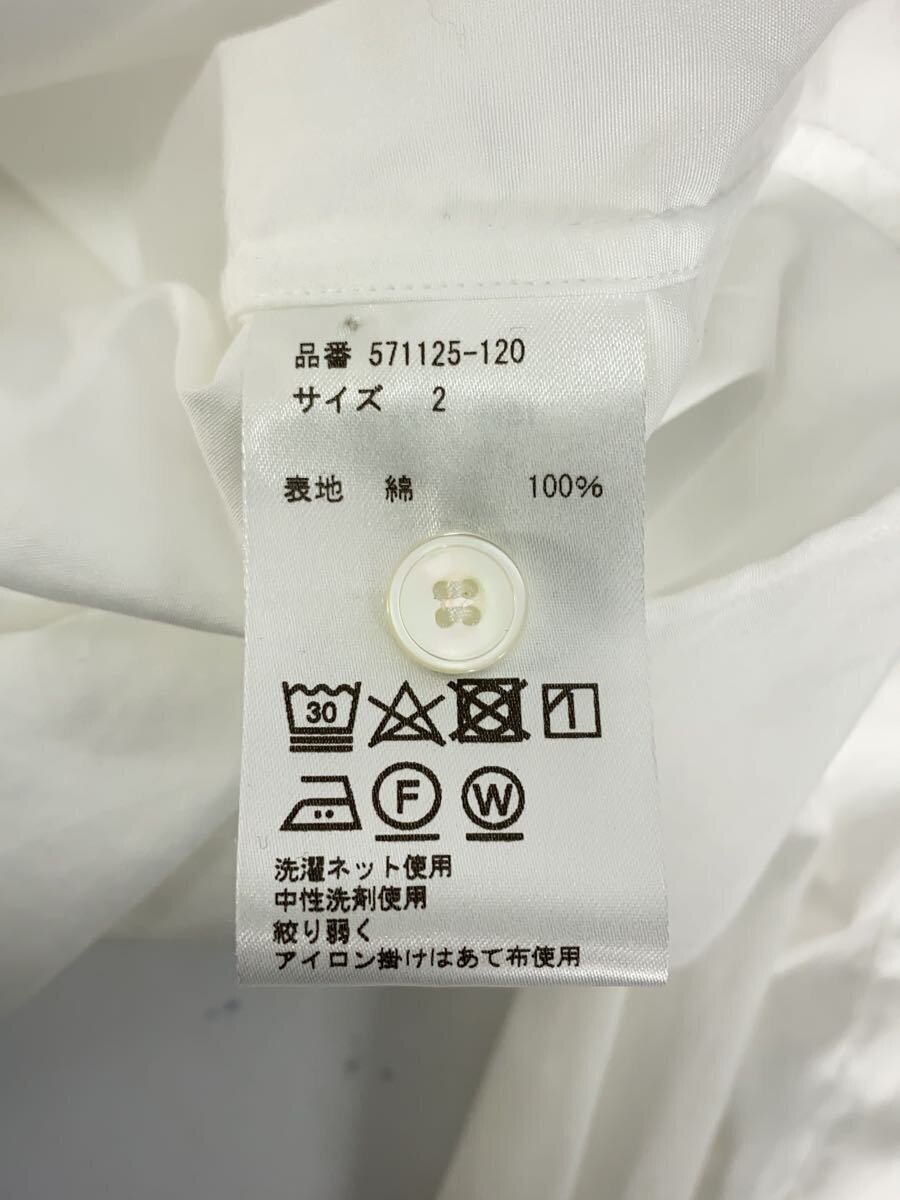 品番 571125-120
サイズ 2
表地 綿 100%
30
F W
洗濯ネット使用
中性洗剤使用
絞り弱く
アイロン掛けはあて布使用